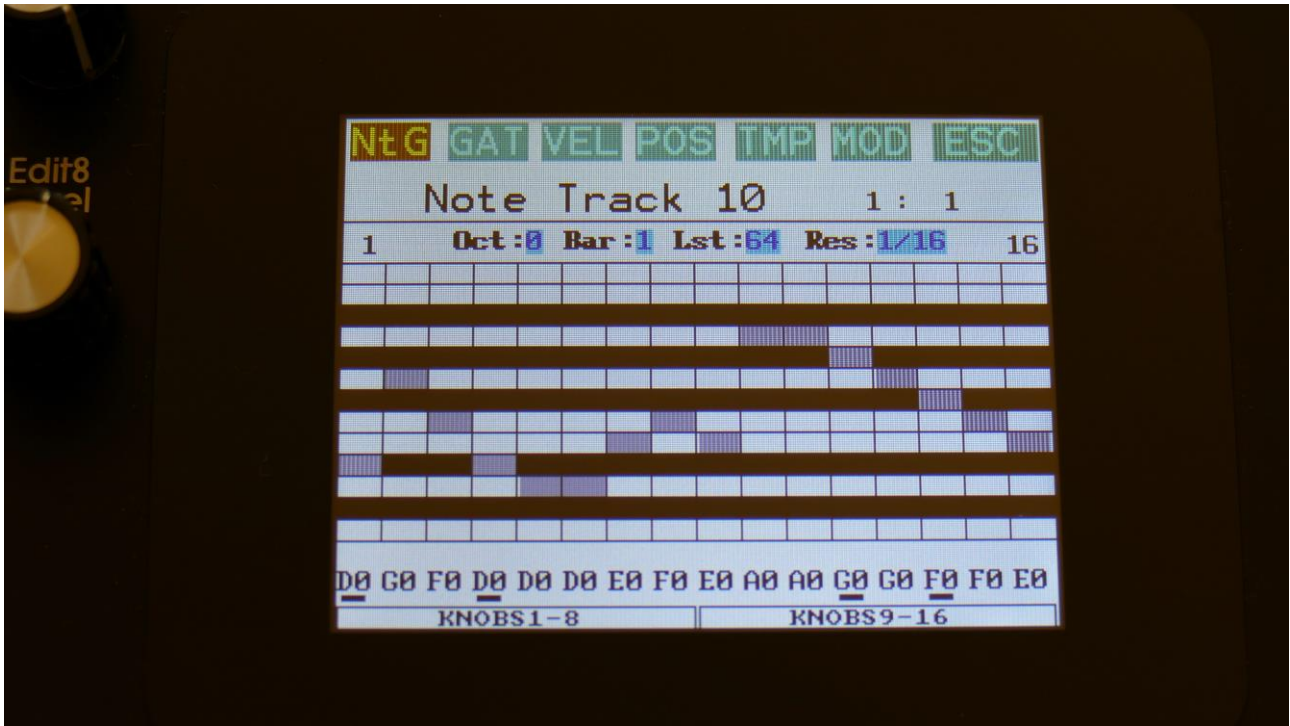 NtG GAT VEL POS TMP MOD ESC
Edit8
Note Track 10 1 : 1
1 Oct:0 Bar:1 Lst:64 Res:1/16 16
D0 G0 F0 D0 D0 D0 E0 F0 E0 A0 A0 G0 G0 F0 F0 E0
KNOBS1-8 KNOBS9-16